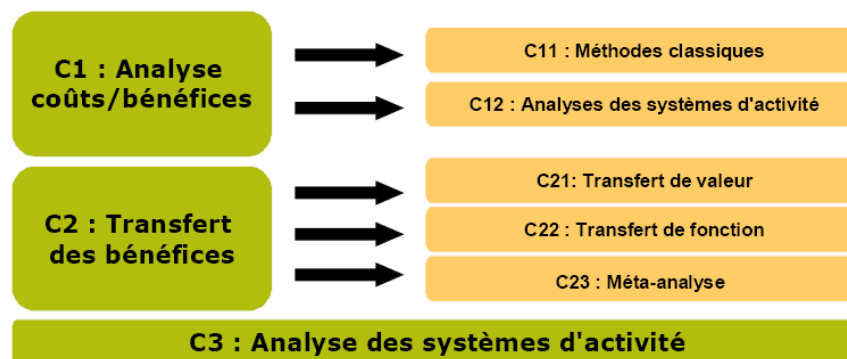 C1 : Analyse
coûts/bénéfices
C11 : Méthodes classiques
C12 : Analyses des systèmes d'activité
C2 : Transfert
des bénéfices
C21: Transfert de valeur
C22 : Transfert de fonction
C23 : Méta-analyse
C3 : Analyse des systèmes d'activité